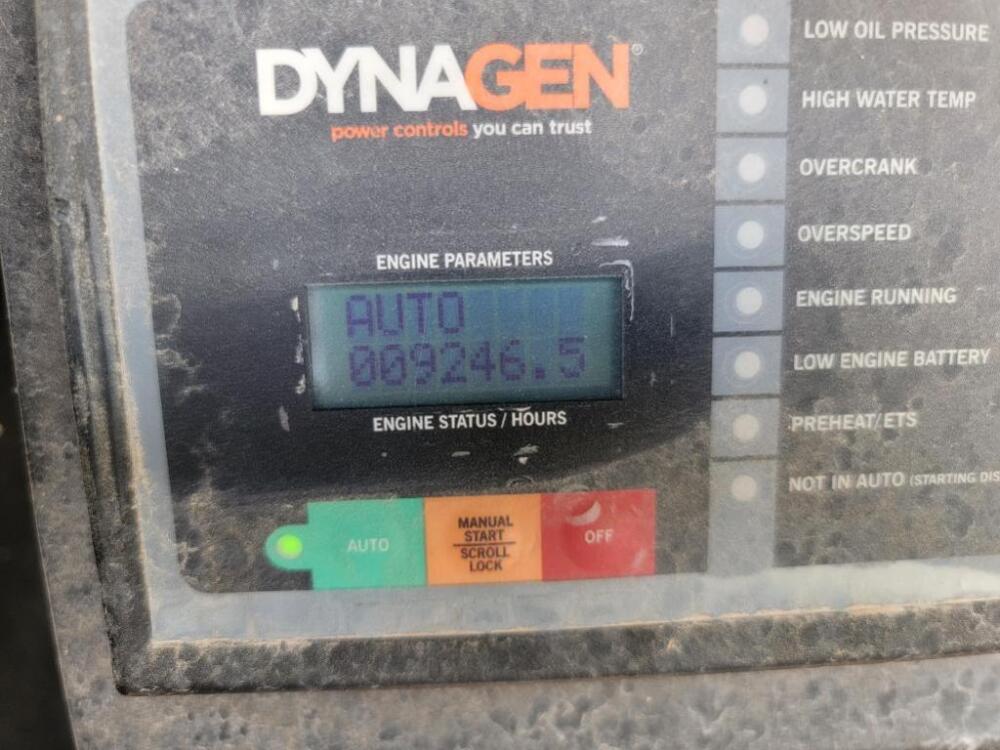 DYNAGEN®
power controls you can trust
ENGINE PARAMETERS
AUTO
009246.5
ENGINE STATUS / HOURS
AUTO
MANUAL
START
SCROLL
LOCK
OFF
LOW OIL PRESSURE
HIGH WATER TEMP
OVERCRANK
OVERSPEED
ENGINE RUNNING
LOW ENGINE BATTERY
PREHEAT/ETS
NOT IN AUTO (STARTING DIS